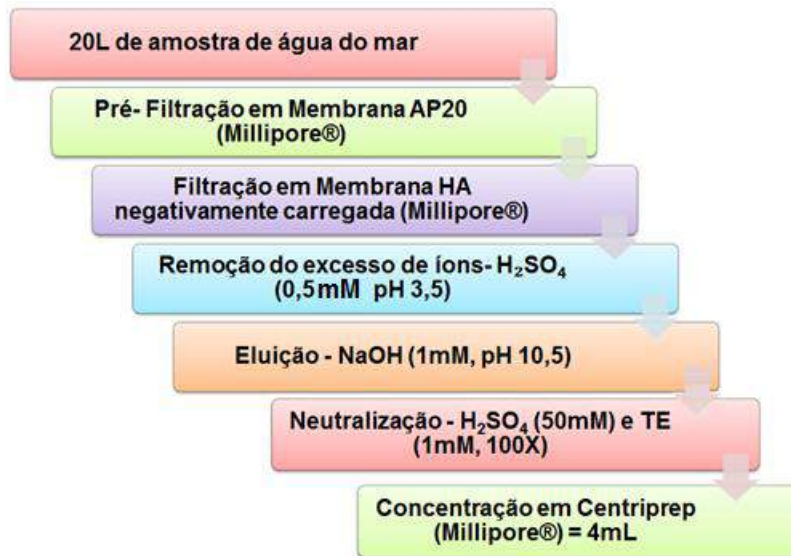 20L de amostra de água do mar
Pré- Filtração em Membrana AP20
(Millipore®)
Filtração em Membrana HA
negativamente carregada (Millipore®)
Remoção do excesso de íons- H₂SO₄
(0,5mM pH 3,5)
Eluição - NaOH (1mM, pH 10,5)
Neutralização - H₂SO₄ (50mM) e TE
(1mM, 100X)
Concentração em Centriprep
(Millipore®) = 4mL